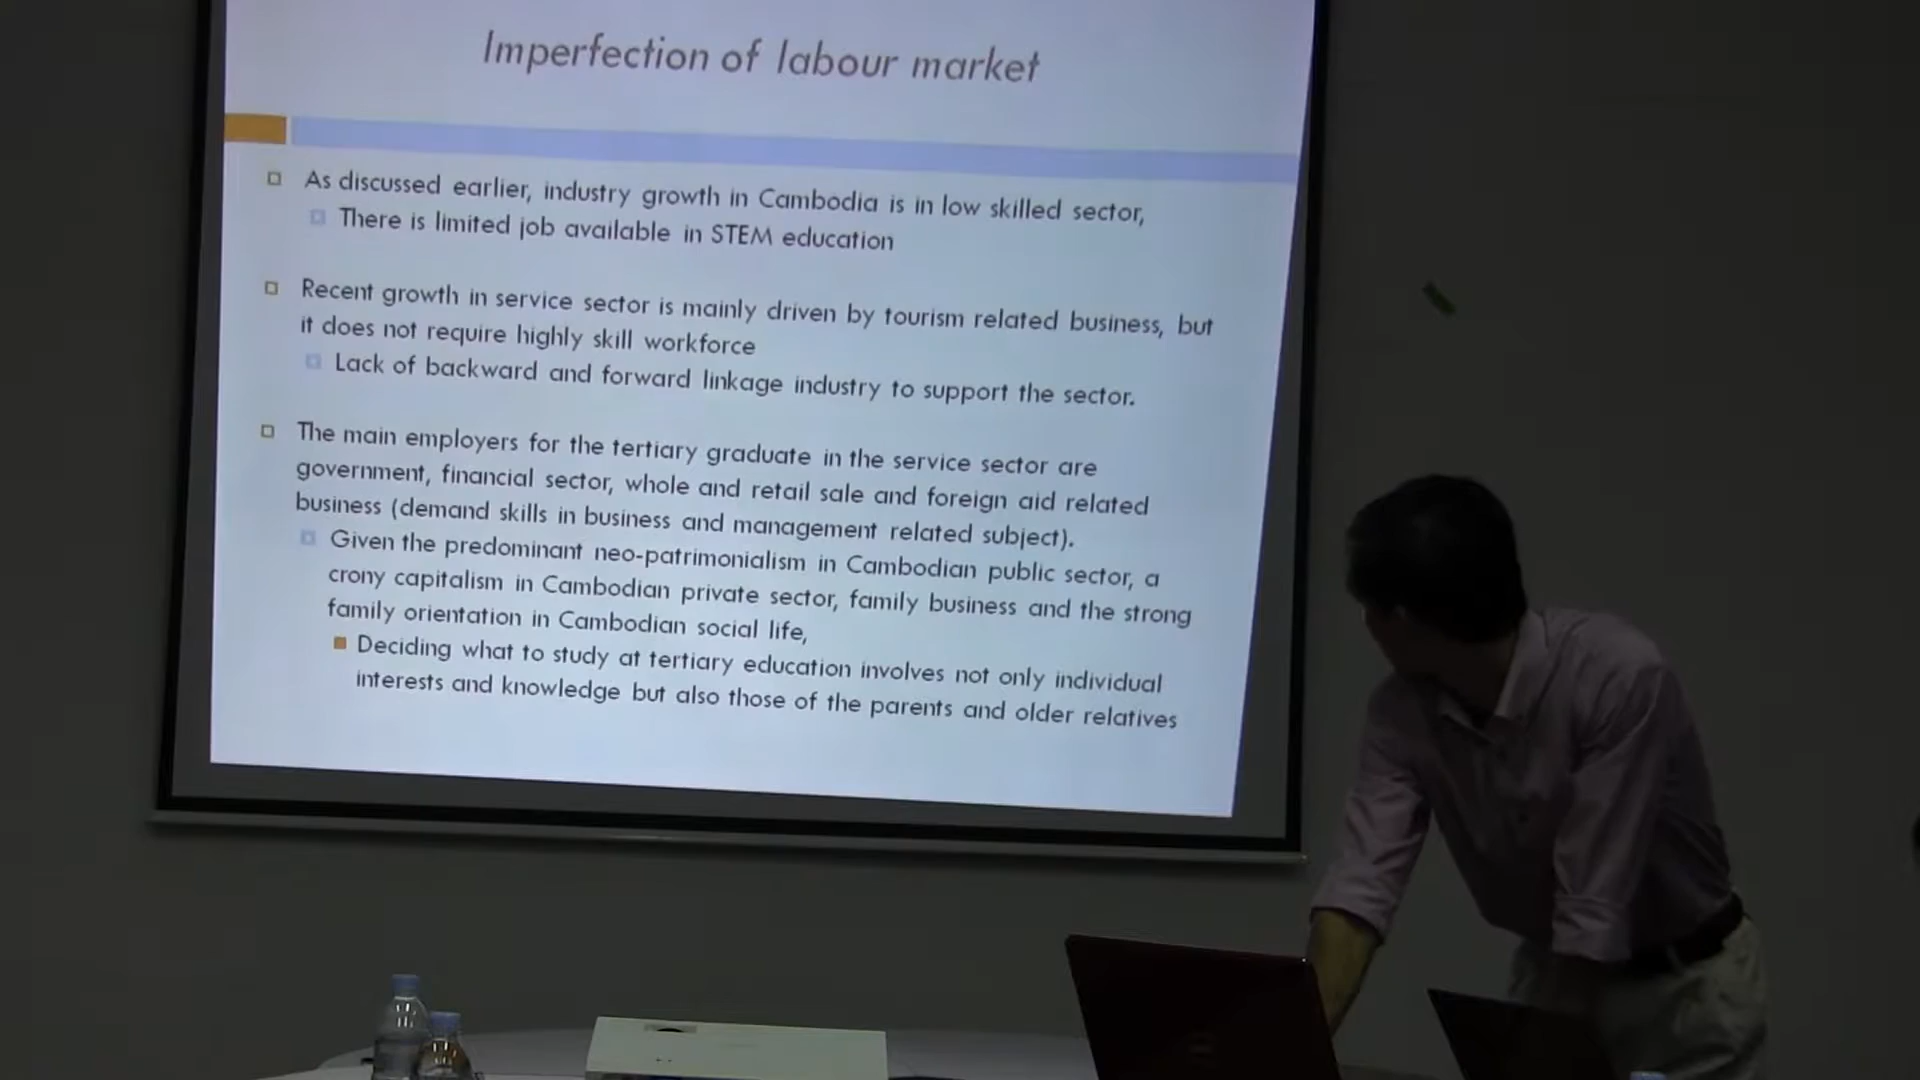 Imperfection of labour market
As discussed earlier, industry growth in Cambodia is in low skilled sector,
There is limited job available in STEM education
Recent growth in service sector is mainly driven by tourism related business, but
it does not require highly skill workforce
Lack of backward and forward linkage industry to support the sector.
The main employers for the tertiary graduate in the service sector are
government, financial sector, whole and retail sale and foreign aid related
business (demand skills in business and management related subject).
Given the predominant neo-patrimonialism in Cambodian public sector, a
crony capitalism in Cambodian private sector, family business and the strong
family orientation in Cambodian social life,
Deciding what to study at tertiary education involves not only individual
interests and knowledge but also those of the parents and older relatives